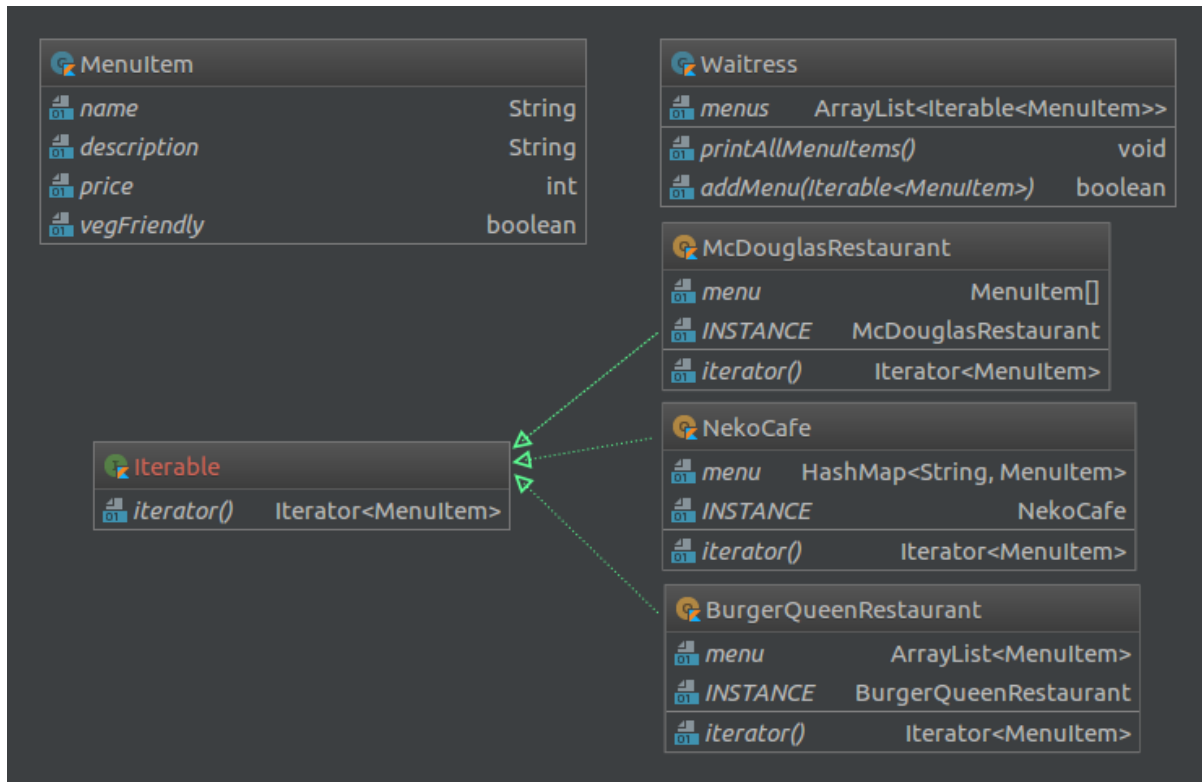 MenuItem
name String
description String
price int
vegFriendly boolean
Waitress
menus ArrayList<Iterable<MenuItem>>
printAllMenuItems() void
addMenu(Iterable<MenuItem>) boolean
McDouglasRestaurant
menu MenuItem[]
INSTANCE McDouglasRestaurant
iterator() Iterator<MenuItem>
Iterable
iterator() Iterator<MenuItem>
NekoCafe
menu HashMap<String, MenuItem>
INSTANCE NekoCafe
iterator() Iterator<MenuItem>
BurgerQueenRestaurant
menu ArrayList<MenuItem>
INSTANCE BurgerQueenRestaurant
iterator() Iterator<MenuItem>